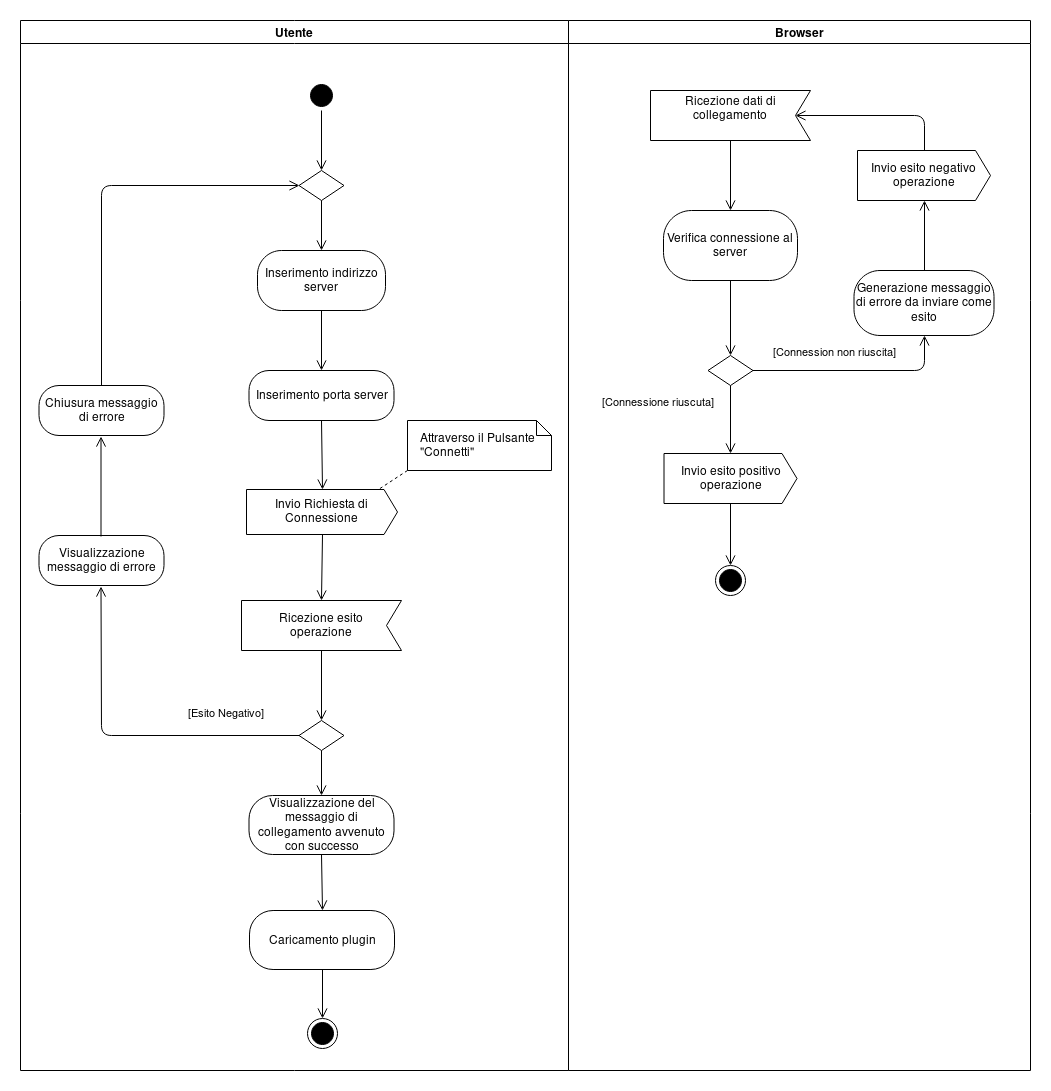 Utente
Browser
Ricezione dati di
collegamento
Invio esito negativo
operazione
Verifica connessione al
server
Inserimento indirizzo
server
Generazione messaggio
di errore da inviare come
esito
[Connession non riuscita]
Inserimento porta server
Chiusura messaggio
di errore
[Connessione riuscuta]
Attraverso il Pulsante
"Connetti"
Invio esito positivo
operazione
Invio Richiesta di
Connessione
Visualizzazione
messaggio di errore
Ricezione esito
operazione
[Esito Negativo]
Visualizzazione del
messaggio di
collegamento avvenuto
con successo
Caricamento plugin